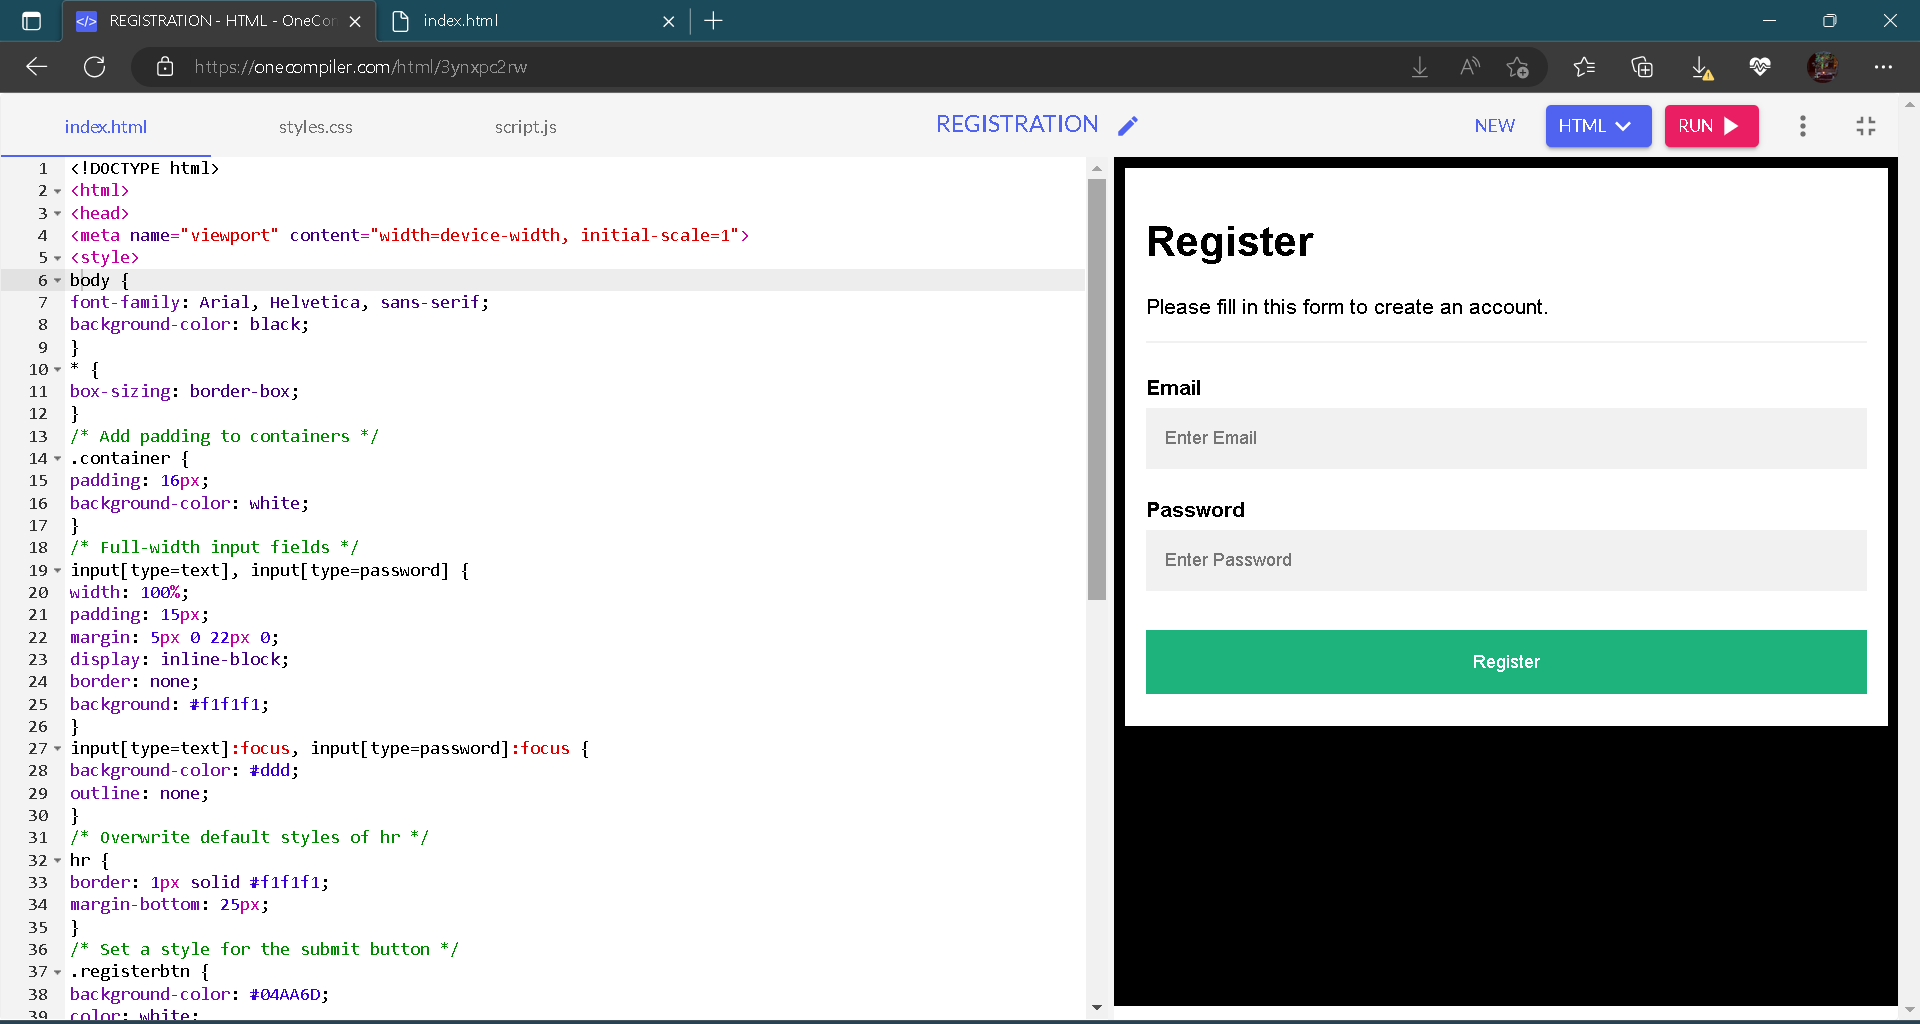 REGISTRATION - HTML - OneCor
index.html
https://onecompiler.com/html/3ynxpc2rw
index.html
styles.css
script.js
REGISTRATION
NEW
HTML
RUN
1 <!DOCTYPE html>
2 <html>
3 <head>
4 <meta name="viewport" content="width=device-width, initial-scale=1">
5 <style>
6 body {
7 font-family: Arial, Helvetica, sans-serif;
8 background-color: black;
9 }
10 * {
11 box-sizing: border-box;
12 }
13 /* Add padding to containers */
14 .container {
15 padding: 16px;
16 background-color: white;
17 }
18 /* Full-width input fields */
19 input[type=text], input[type=password] {
20 width: 100%;
21 padding: 15px;
22 margin: 5px 0 22px 0;
23 display: inline-block;
24 border: none;
25 background: #f1f1f1;
26 }
27 input[type=text]:focus, input[type=password]:focus {
28 background-color: #ddd;
29 outline: none;
30 }
31 /* Overwrite default styles of hr */
32 hr {
33 border: 1px solid #f1f1f1;
34 margin-bottom: 25px;
35 }
36 /* Set a style for the submit button */
37 .registerbtn {
38 background-color: #04AA6D;
39 color: white;
Register
Please fill in this form to create an account.
Email
Enter Email
Password
Enter Password
Register